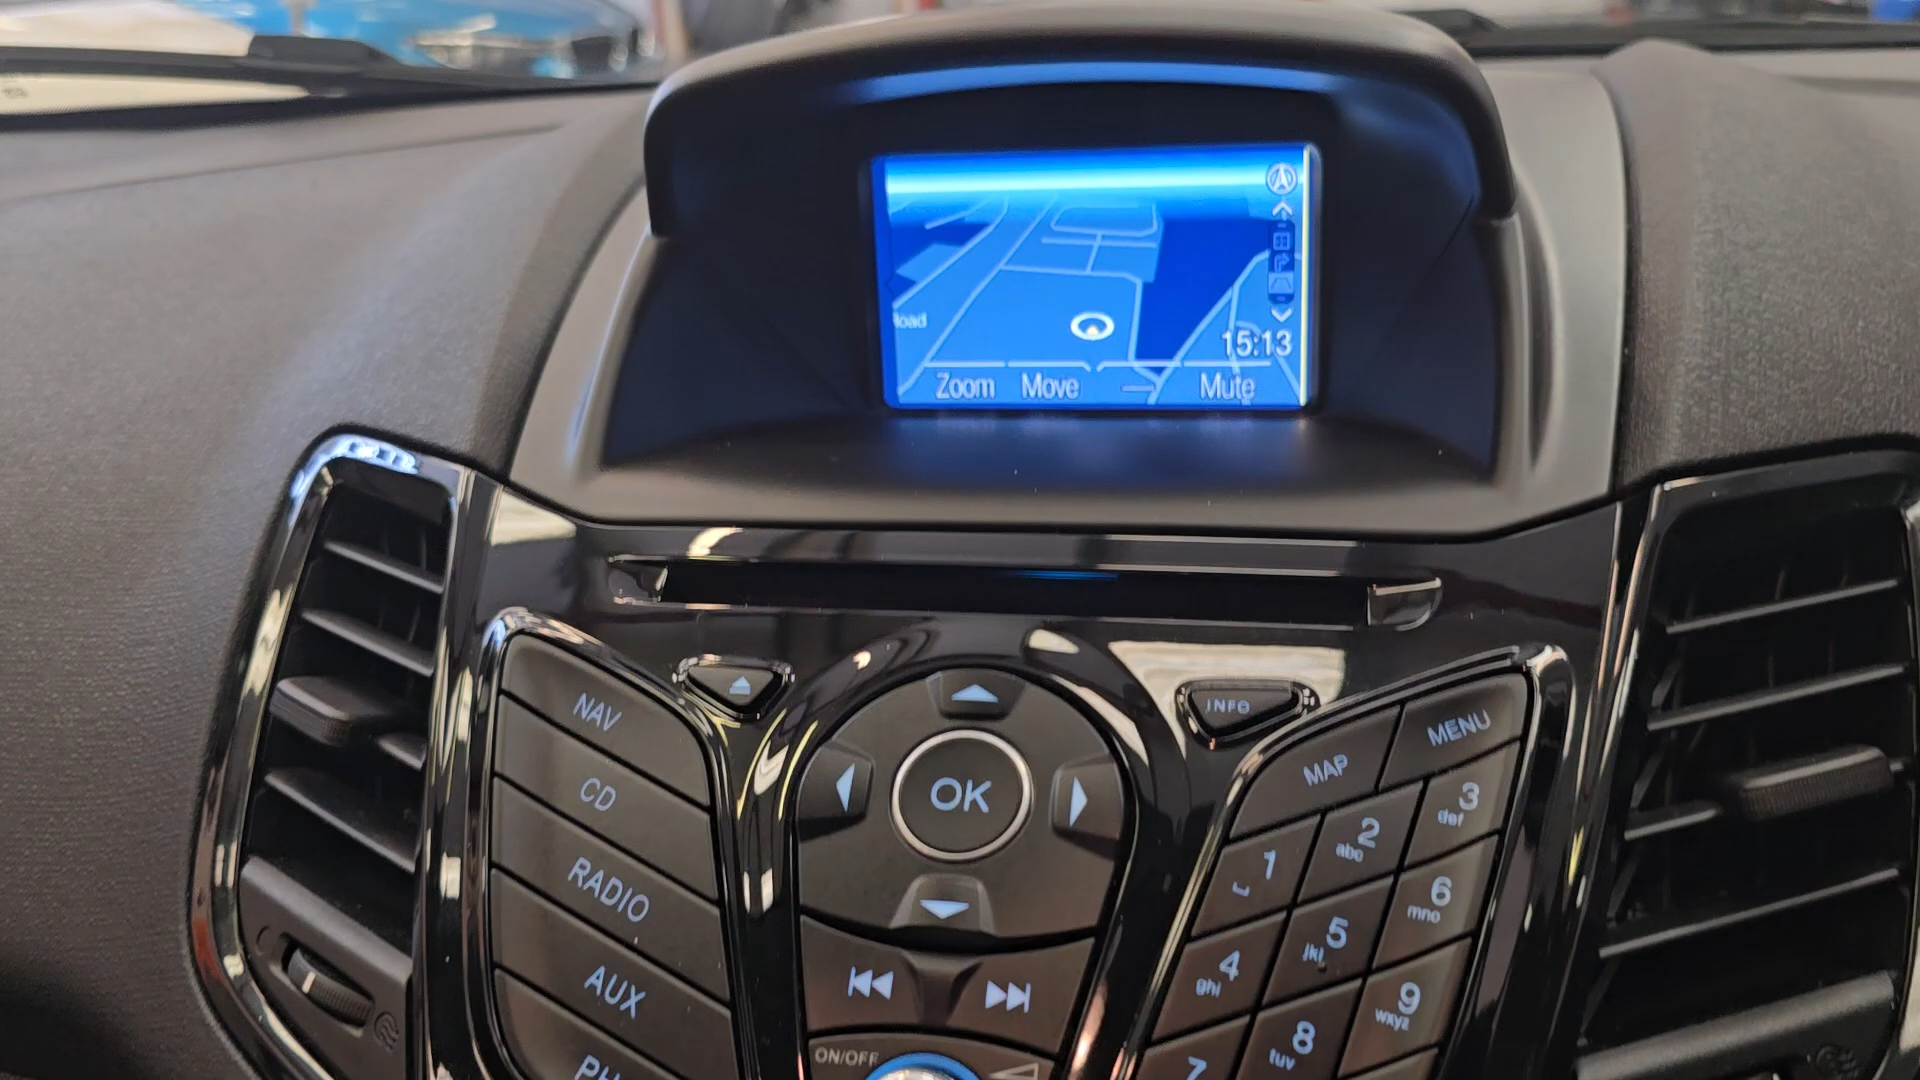 15:13
Zoom Move Mute
INFO
NAV
CD
RADIO
AUX
OK
MAP MENU
1 2 abc 3 def
4 ghi 5 jkl 6 mno
7 8 tuv 9 wxyz
ON/OFF